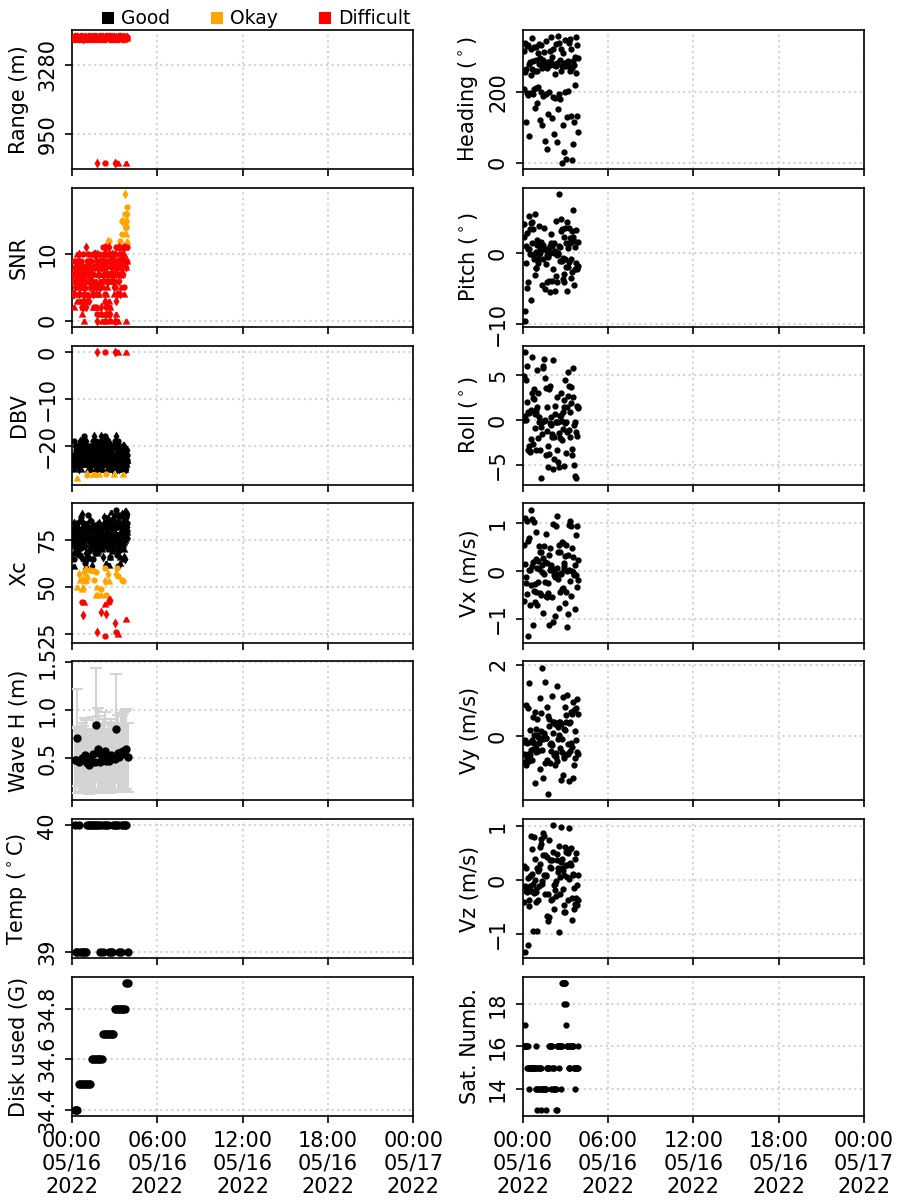 Good Okay Difficult
Range (m)
3280
950
Heading (°)
200
0
SNR
10
0
Pitch (°)
0
−10
DBV
0
−10
−20
Roll (°)
5
0
−5
Xc
75
50
25
Vx (m/s)
1
0
−1
Wave H (m)
1.5
1.0
0.5
Vy (m/s)
2
0
Temp (°C)
40
39
Vz (m/s)
1
0
−1
Disk used (G)
34.8
34.6
34.4
Sat. Numb.
18
16
14
00:00 06:00 12:00 18:00 00:00
05/16 05/16 05/16 05/16 05/17
2022 2022 2022 2022 2022
00:00 06:00 12:00 18:00 00:00
05/16 05/16 05/16 05/16 05/17
2022 2022 2022 2022 2022